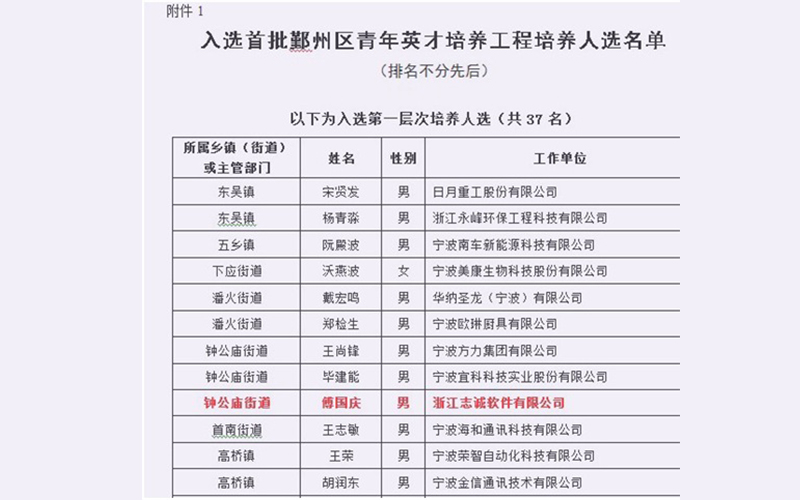 附件 1
入选首批鄞州区青年英才培养工程培养人选名单
（排名不分先后）
以下为入选第一层次培养人选（共 37 名）
所属乡镇（街道）
或主管部门 姓名 性别 工作单位
东吴镇 宋贤发 男 日月重工股份有限公司
东吴镇 杨青淼 男 浙江永峰环保工程科技有限公司
五乡镇 阮殿波 男 宁波南车新能源科技有限公司
下应街道 沃燕波 女 宁波美康生物科技股份有限公司
潘火街道 戴宏鸣 男 华纳圣龙（宁波）有限公司
潘火街道 郑检生 男 宁波欧琳厨具有限公司
钟公庙街道 王尚锋 男 宁波方力集团有限公司
钟公庙街道 毕建能 男 宁波宜科科技实业股份有限公司
钟公庙街道 傅国庆 男 浙江志诚软件有限公司
首南街道 王志敏 男 宁波海和通讯科技有限公司
高桥镇 王荣 男 宁波荣智自动化科技有限公司
高桥镇 胡润东 男 宁波金信通讯技术有限公司